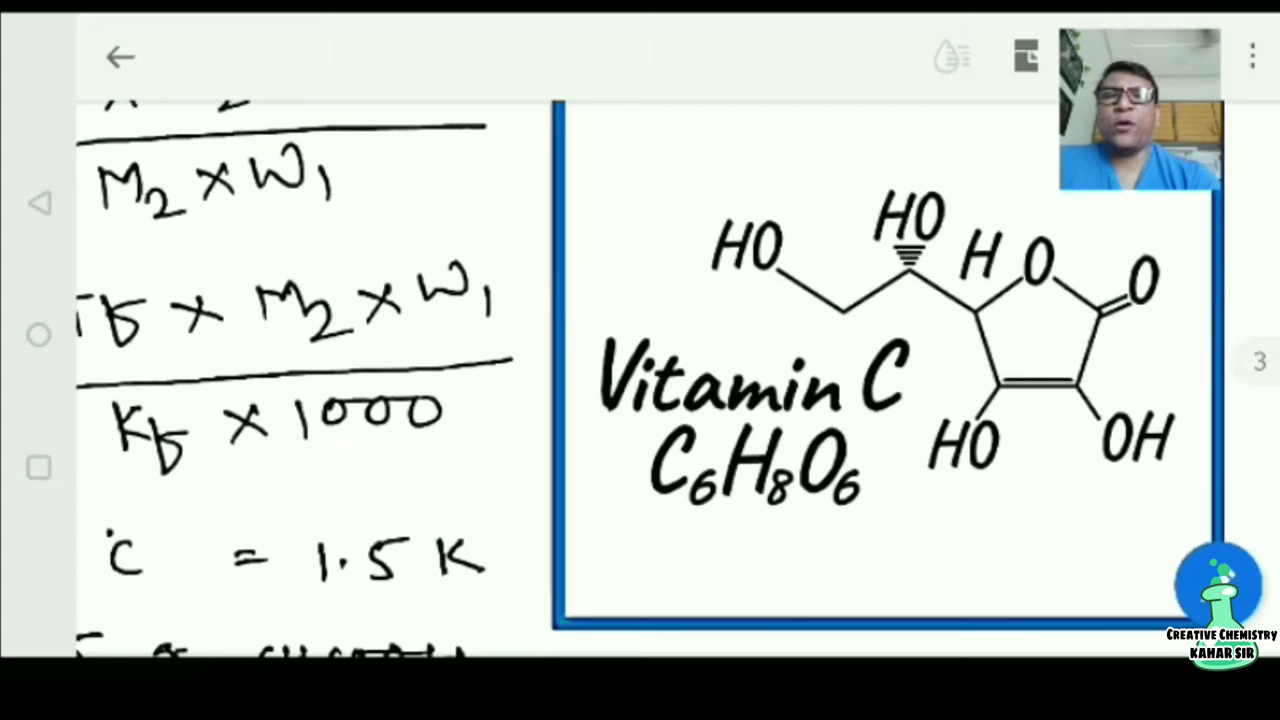 M₂ × W₁
Tf × M₂ × W₁
Kf × 1000
°C = 1.5 K
HO
HO
H
O
O
Vitamin C
C₆H₈O₆
HO
OH
3
CREATIVE CHEMISTRY
KAHAR SIR